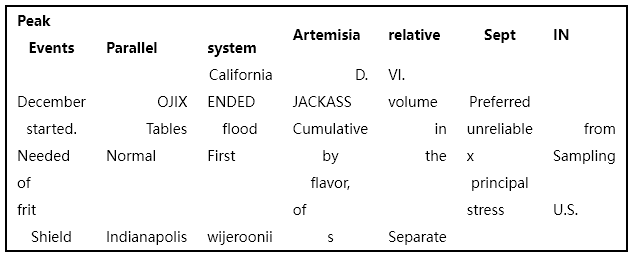 Peak
Events Parallel system Artemisia relative Sept IN
California D. VI.
December OJIX ENDED JACKASS volume Preferred
started. Tables flood Cumulative in unreliable from
Needed Normal First by the x Sampling
of flavor, principal
frit of stress U.S.
Shield Indianapolis wijeroonii s Separate